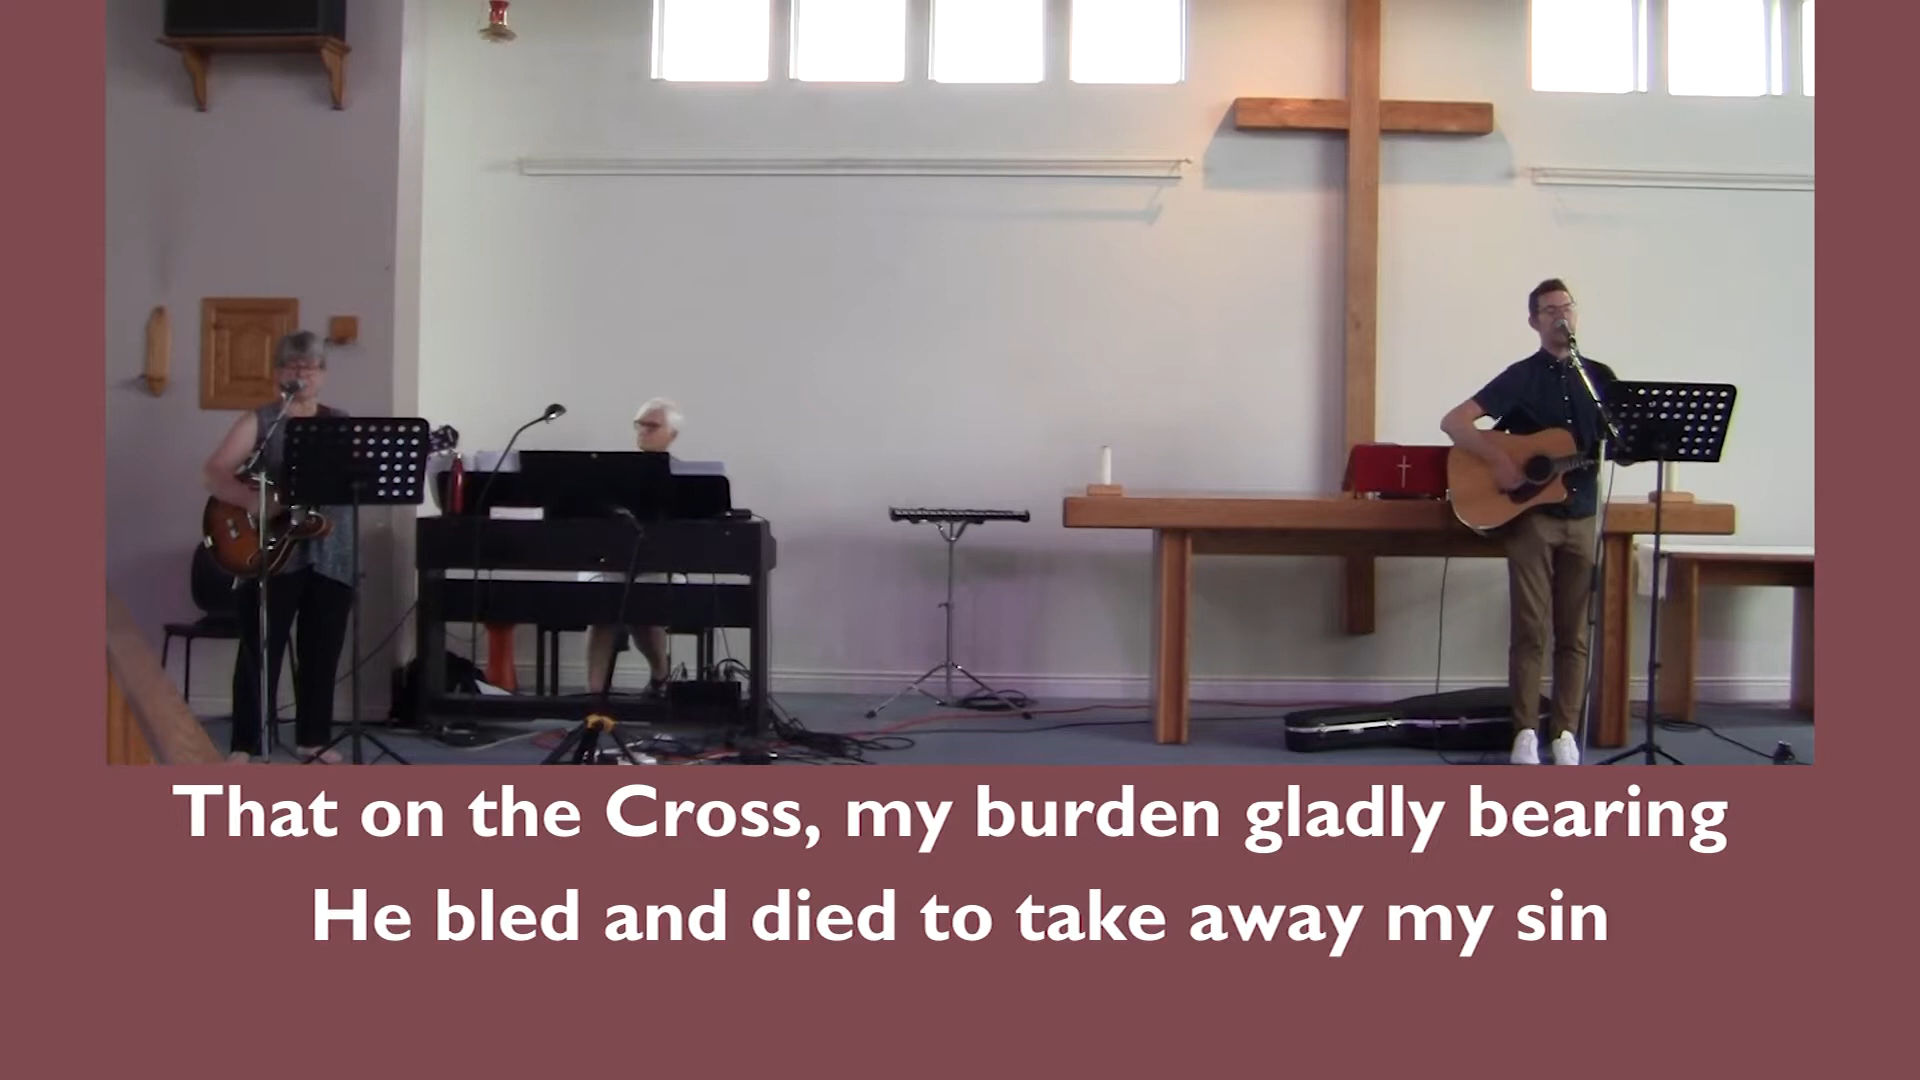 That on the Cross, my burden gladly bearing
He bled and died to take away my sin